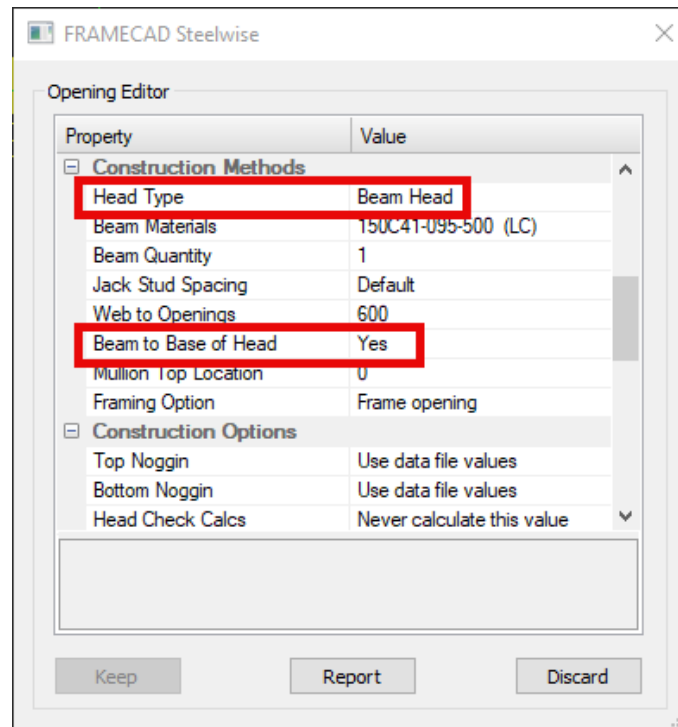 FRAMECAD Steelwise
Opening Editor
Property Value
Construction Methods
Head Type Beam Head
Beam Materials 150C41-095-500 (LC)
Beam Quantity 1
Jack Stud Spacing Default
Web to Openings 600
Beam to Base of Head Yes
Mullion Top Location 0
Framing Option Frame opening
Construction Options
Top Noggin Use data file values
Bottom Noggin Use data file values
Head Check Calcs Never calculate this value
Keep Report Discard